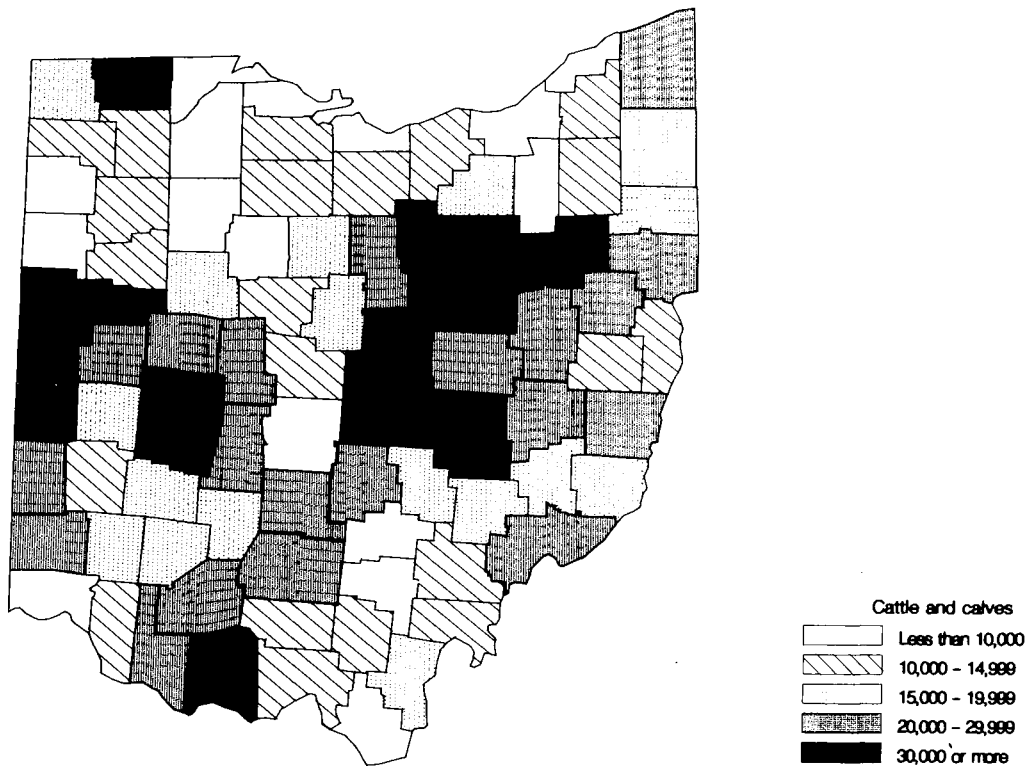 Cattle and calves
Less than 10,000
10,000 - 14,999
15,000 - 19,999
20,000 - 29,999
30,000 or more